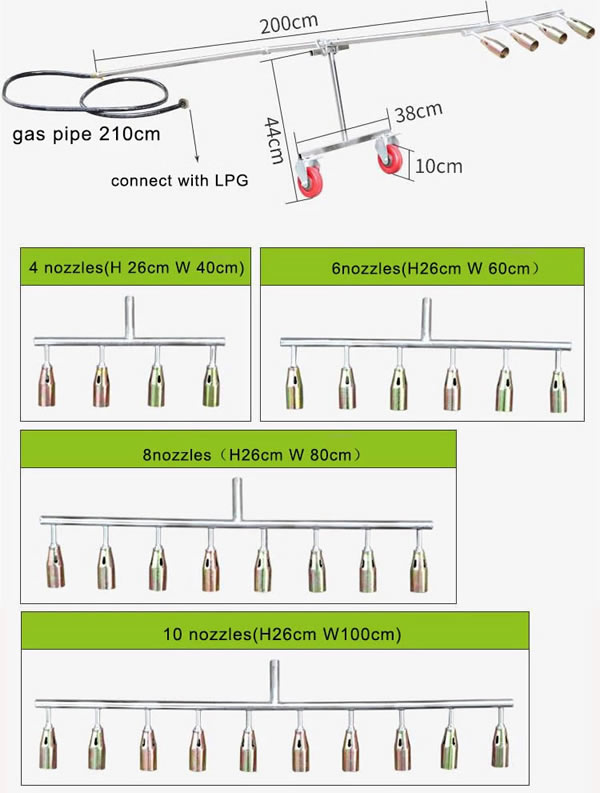 200cm
44cm
38cm
10cm
gas pipe 210cm
connect with LPG
4 nozzles(H 26cm W 40cm)
6nozzles(H26cm W 60cm）
8nozzles（H26cm W 80cm）
10 nozzles(H26cm W100cm)